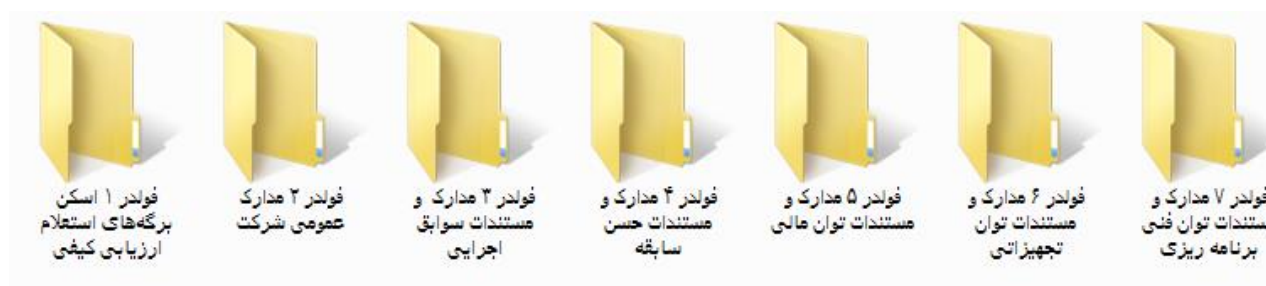 فولدر ۱ اسکن
برگه‌های استعلام
ارزیابی کیفی
فولدر ۲ مدارک
عمومی شرکت
فولدر ۳ مدارک و
مستندات سوابق
اجرایی
فولدر ۴ مدارک و
مستندات حسن
سابقه
فولدر ۵ مدارک و
مستندات توان مالی
فولدر ۶ مدارک و
مستندات توان
تجهیزاتی
فولدر ۷ مدارک و
ستندات توان فنی
برنامه ریزی